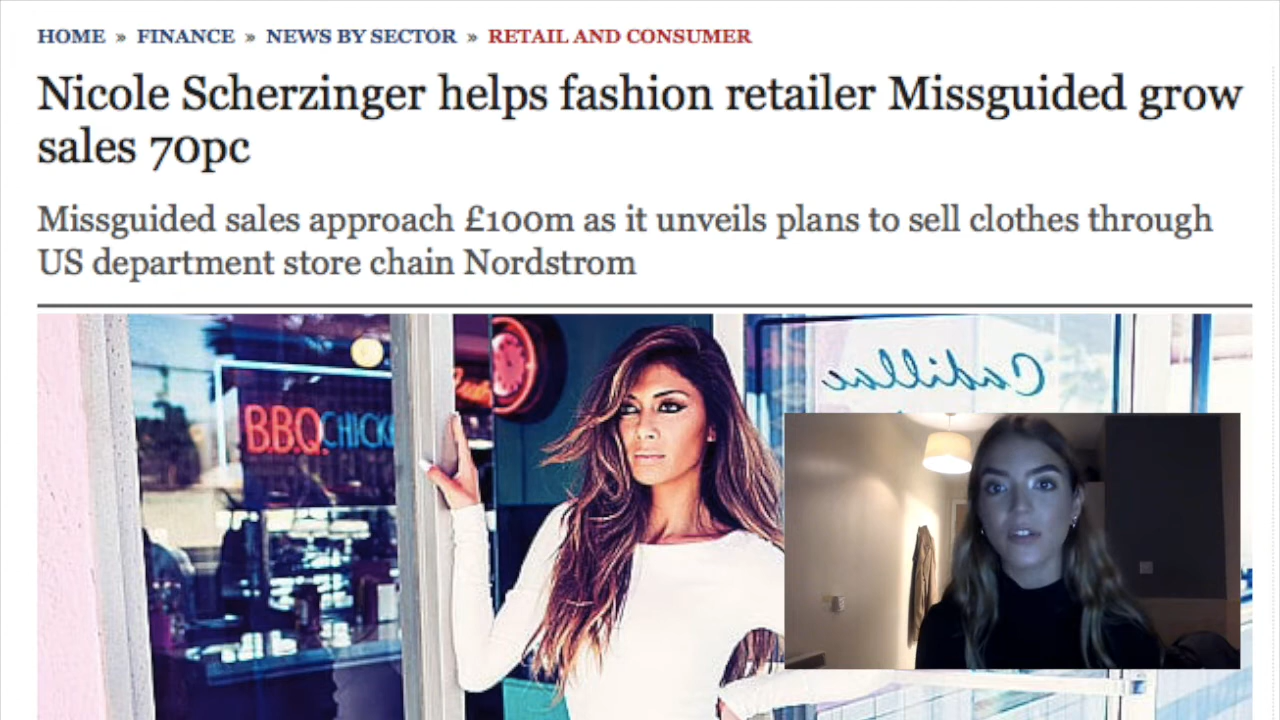 HOME » FINANCE » NEWS BY SECTOR » RETAIL AND CONSUMER
Nicole Scherzinger helps fashion retailer Missguided grow
sales 70pc
Missguided sales approach £100m as it unveils plans to sell clothes through
US department store chain Nordstrom
Cadillac
B.B.Q. CHICK